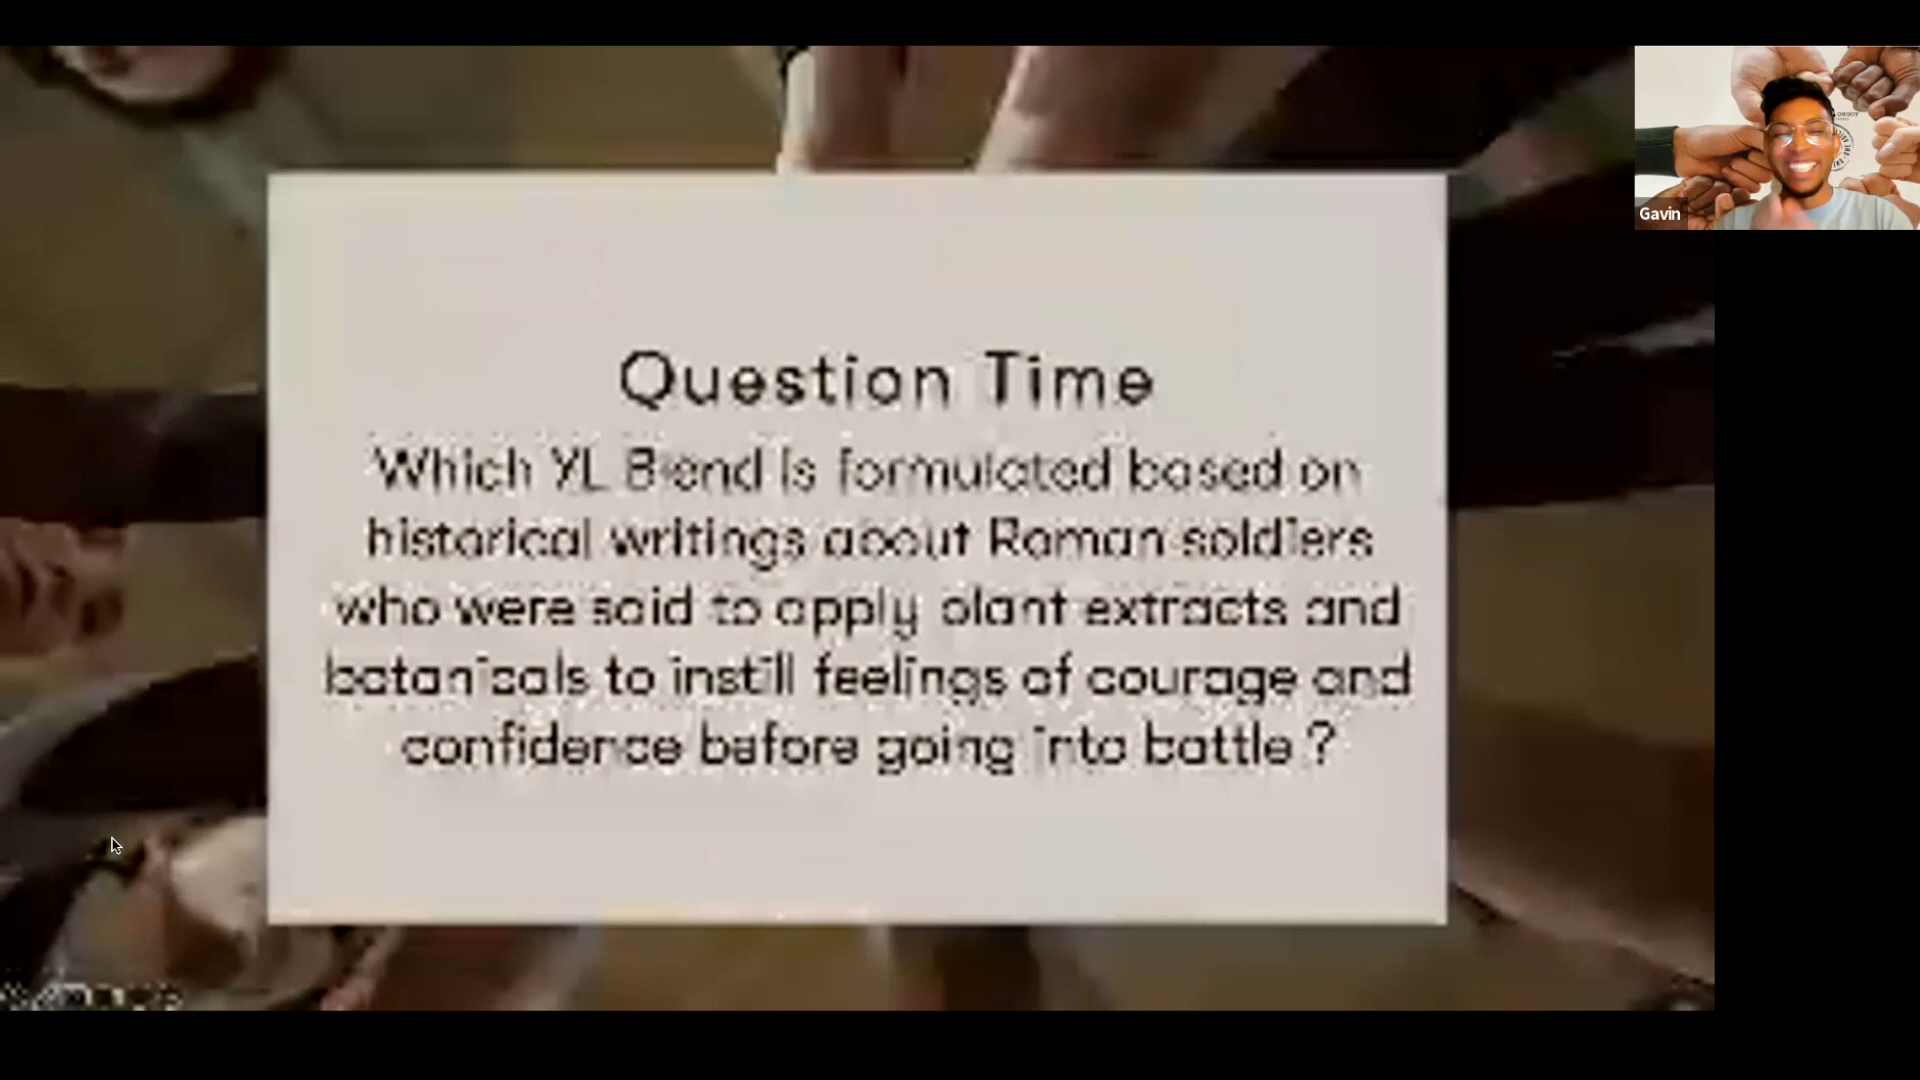 Question Time
Which YL Blend is formulated based on
historical writings about Roman soldiers
who were said to apply plant extracts and
botanicals to instill feelings of courage and
confidence before going into battle?
Gavin